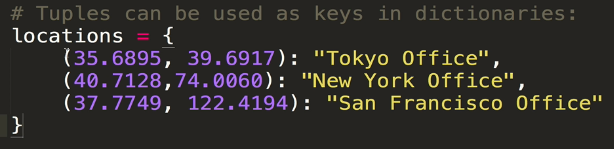 # Tuples can be used as keys in dictionaries:
locations = {
    (35.6895, 39.6917): "Tokyo Office",
    (40.7128,74.0060): "New York Office",
    (37.7749, 122.4194): "San Francisco Office"
}